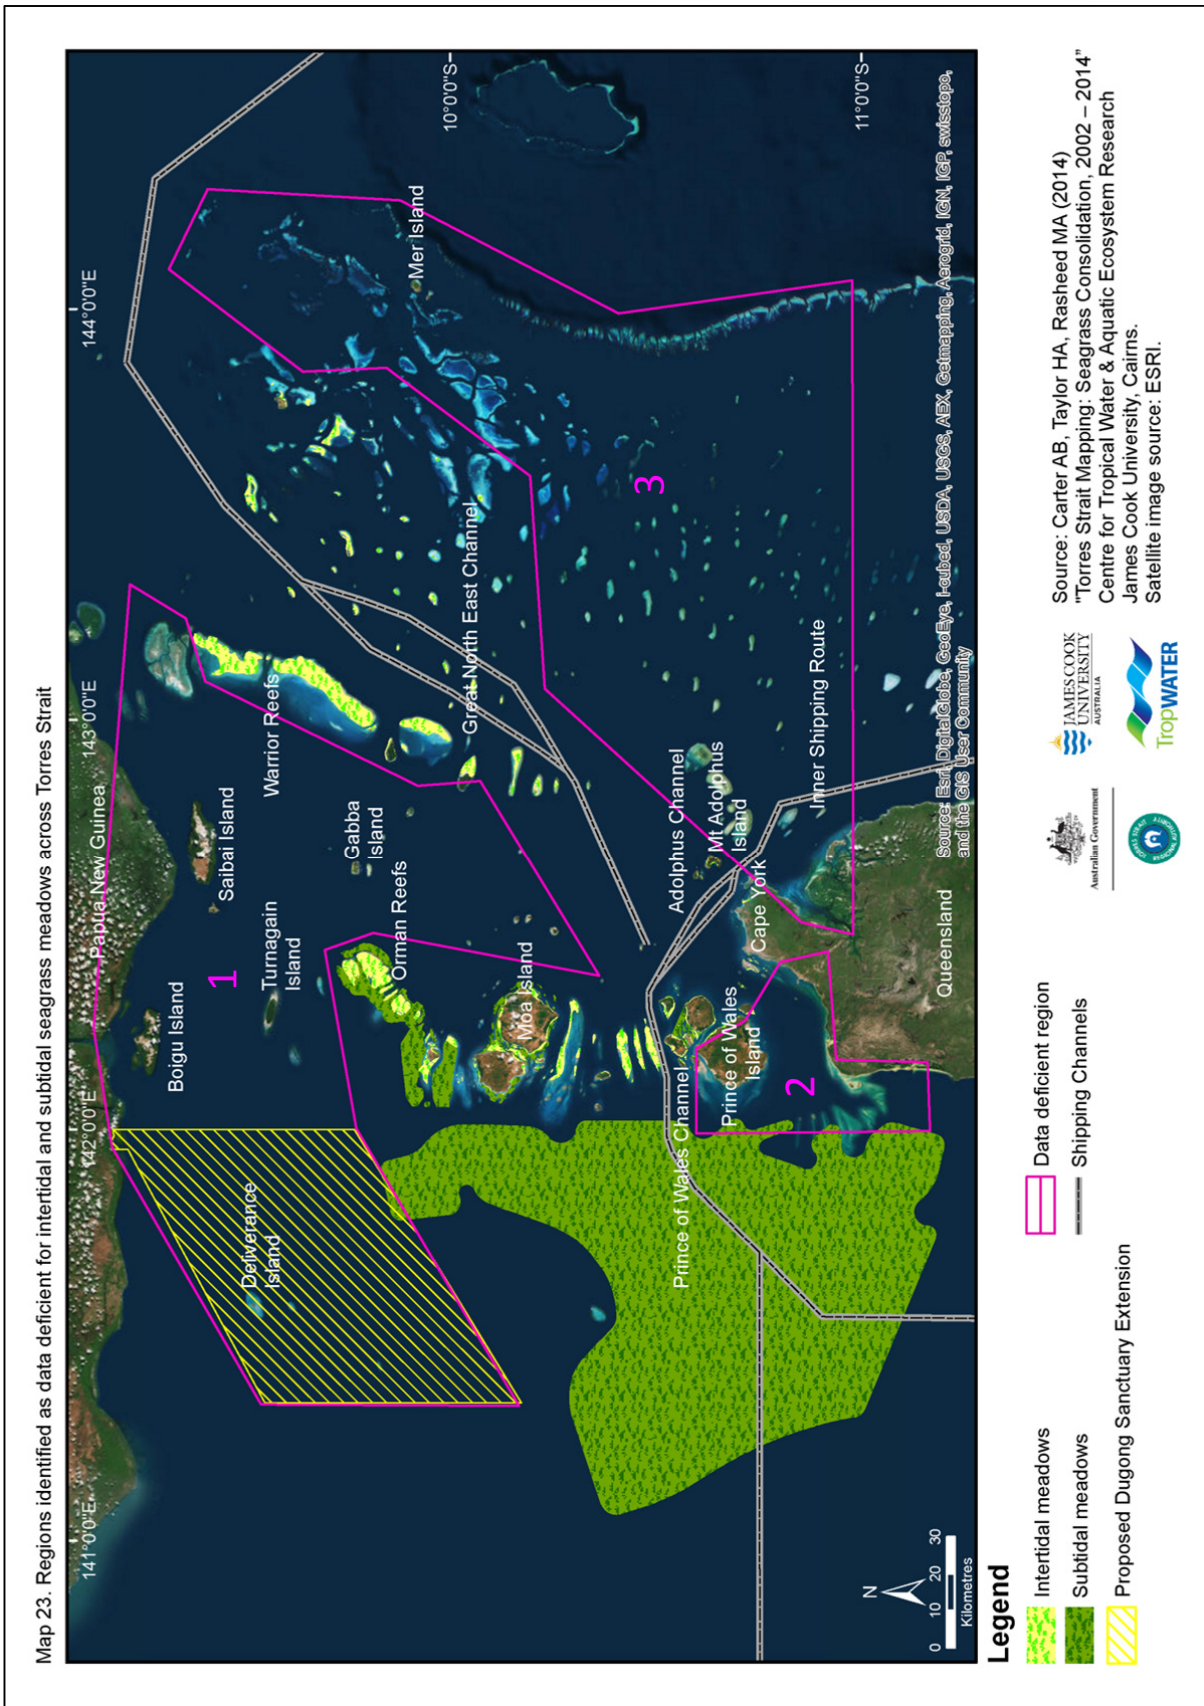 Map 23. Regions identified as data deficient for intertidal and subtidal seagrass meadows across Torres Strait
141°0'0"E
142°0'0"E
143°0'0"E
144°0'0"E
10°0'0"S
11°0'0"S
Papua New Guinea
Boigu Island
Saibai Island
1
Turnagain
Island
Deliverance
Island
Warrior Reefs
Gabba
Island
Orman Reefs
Mer Island
Great North East Channel
Moa Island
3
Prince of Wales Channel
Adolphus Channel
Mt Adolphus
Island
Prince of Wales
Island
Cape York
2
Inner Shipping Route
Queensland
N
0 10 20 30
Kilometres
Source: Esri, DigitalGlobe, GeoEye, i-cubed, USDA, USGS, AEX, Getmapping, Aerogrid, IGN, IGP, swisstopo,
and the GIS User Community
Legend
Intertidal meadows
Subtidal meadows
Proposed Dugong Sanctuary Extension
Data deficient region
Shipping Channels
Australian Government
JAMES COOK
UNIVERSITY
AUSTRALIA
TropWATER
Source: Carter AB, Taylor HA, Rasheed MA (2014)
"Torres Strait Mapping: Seagrass Consolidation, 2002 – 2014"
Centre for Tropical Water & Aquatic Ecosystem Research
James Cook University, Cairns.
Satellite image source: ESRI.